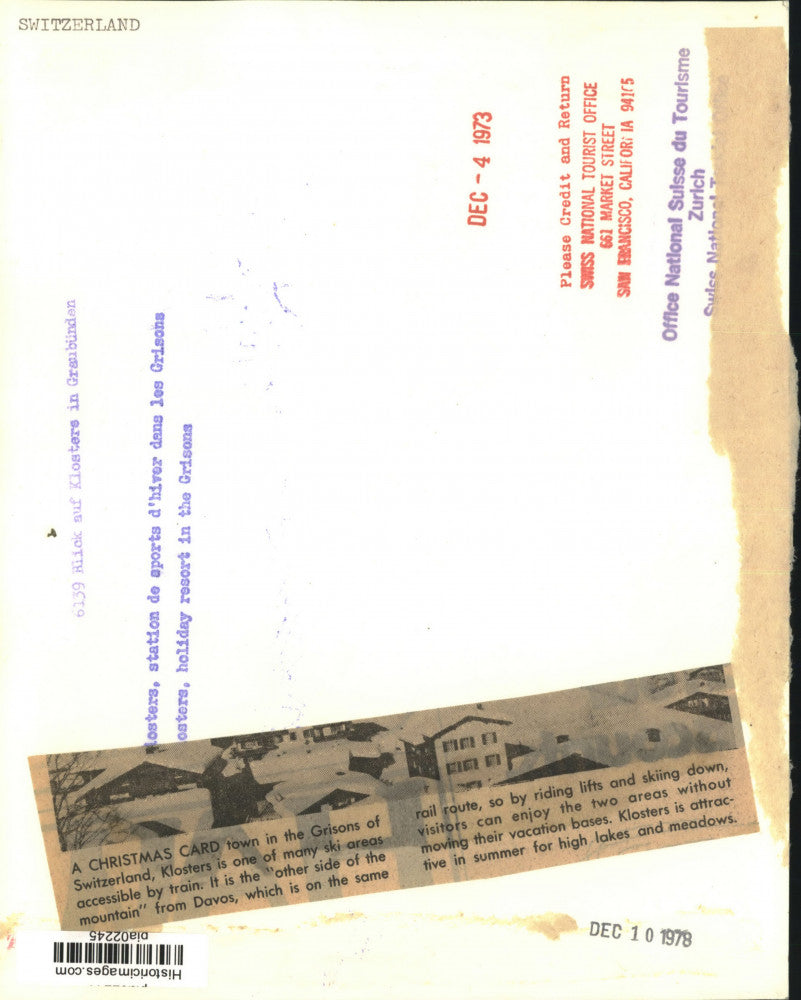 SWITZERLAND
DEC - 4 1973
Please Credit and Return
SWISS NATIONAL TOURIST OFFICE
661 MARKET STREET
SAN FRANCISCO, CALIFORNIA 94105
Office National Suisse du Tourisme
Zurich
Swiss National
6139 Blick auf Klosters in Graubünden
losters, station de sports d'hiver dans les Grisons
osters, holiday resort in the Grisons
A CHRISTMAS CARD town in the Grisons of
Switzerland, Klosters is one of many ski areas
accessible by train. It is the "other side of the
mountain" from Davos, which is on the same
rail route, so by riding lifts and skiing down,
visitors can enjoy the two areas without
moving their vacation bases. Klosters is attrac-
tive in summer for high lakes and meadows.
DEC 10 1978
Historicimages.com
pia02245